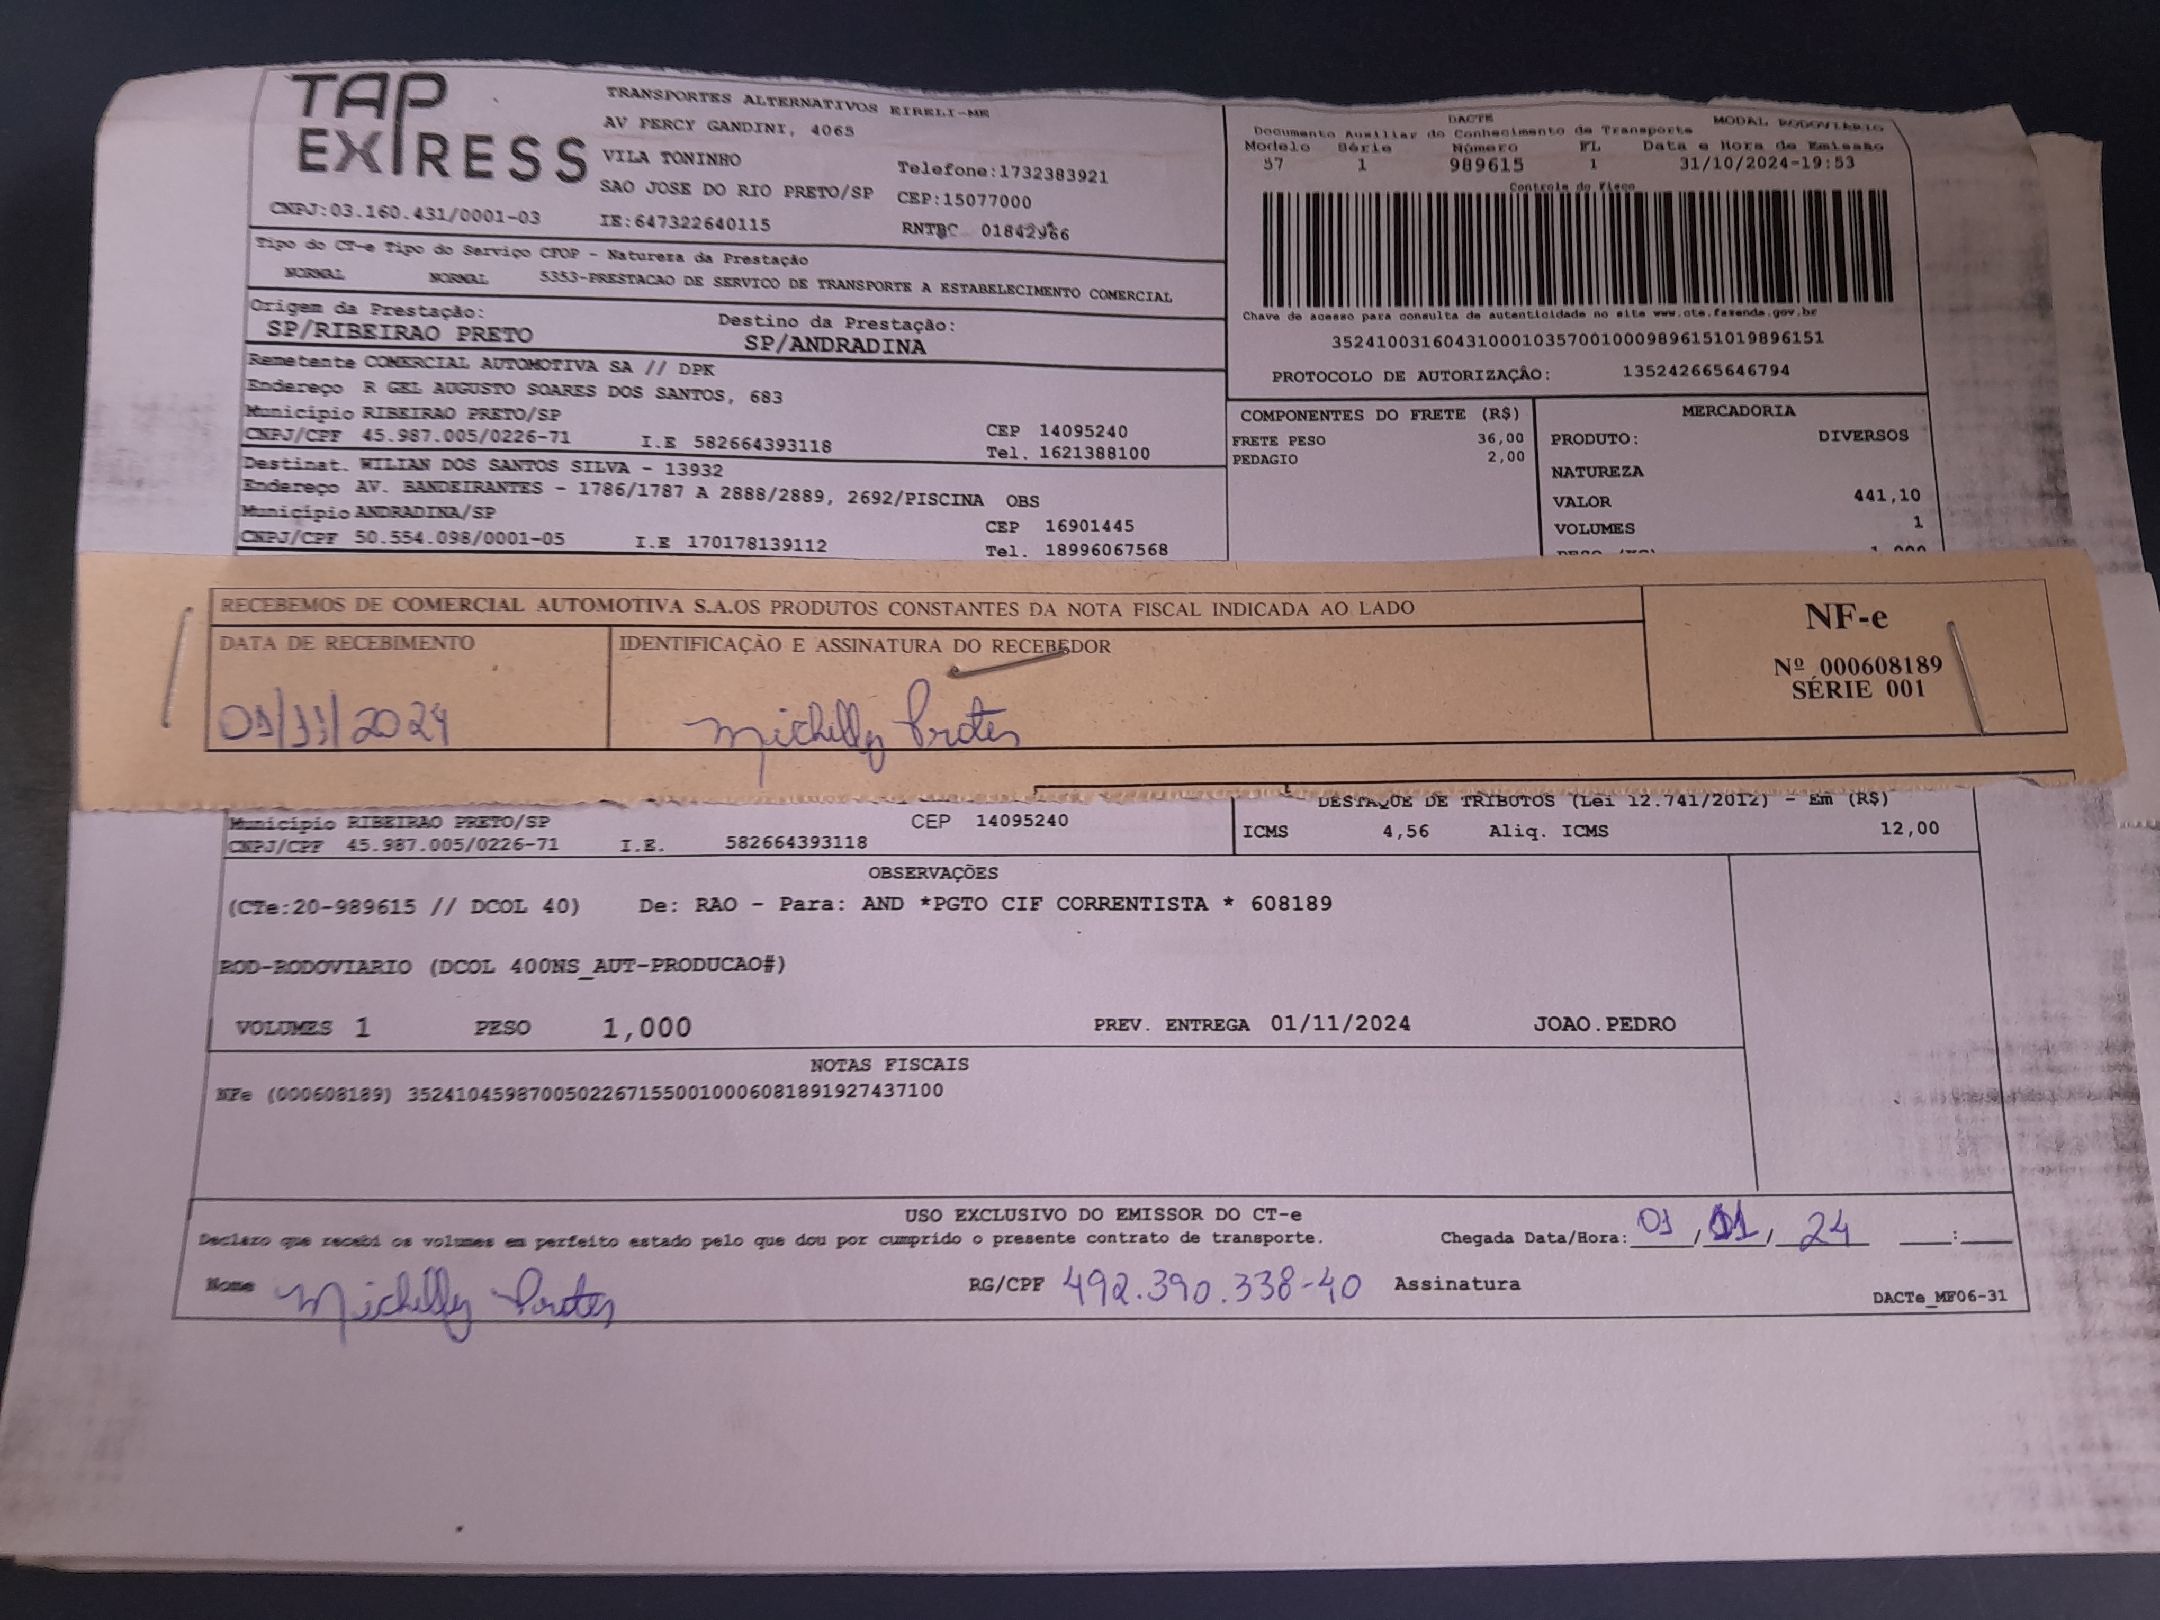 TAP EXPRESS
TRANSPORTES ALTERNATIVOS EIRELI-ME
AV PERCY GANDINI, 4065
VILA TONINHO
Telefone:1732383921
SAO JOSE DO RIO PRETO/SP CEP:15077000
CNPJ:03.160.431/0001-03 IE:647322640115 RNTRC 01842966
DACTE MODAL RODOVIÁRIO
Documento Auxiliar do Conhecimento de Transporte
Modelo Série Número FL Data e Hora de Emissão
57 1 989615 1 31/10/2024-19:53
Controle do Fisco
Chave de acesso para consulta de autenticidade no site www.cte.fazenda.gov.br
35241003160431000103570010009896151019896151
PROTOCOLO DE AUTORIZAÇÃO: 135242665646794
Tipo do CT-e Tipo do Serviço CFOP - Natureza da Prestação
NORMAL NORMAL 5353-PRESTACAO DE SERVICO DE TRANSPORTE A ESTABELECIMENTO COMERCIAL
Origem da Prestação: Destino da Prestação:
SP/RIBEIRAO PRETO SP/ANDRADINA
Remetente COMERCIAL AUTOMOTIVA SA // DPK
Endereço R GEL AUGUSTO SOARES DOS SANTOS, 683
Município RIBEIRAO PRETO/SP CEP 14095240
CNPJ/CPF 45.987.005/0226-71 I.E 582664393118 Tel. 1621388100
Destinat. WILIAN DOS SANTOS SILVA - 13932
Endereço AV. BANDEIRANTES - 1786/1787 A 2888/2889, 2692/PISCINA OBS
Município ANDRADINA/SP CEP 16901445
CNPJ/CPF 50.554.098/0001-05 I.E 170178139112 Tel. 18996067568
COMPONENTES DO FRETE (R$)
FRETE PESO 36,00
PEDAGIO 2,00
MERCADORIA
PRODUTO: DIVERSOS
NATUREZA
VALOR 441,10
VOLUMES 1
RECEBEMOS DE COMERCIAL AUTOMOTIVA S.A.OS PRODUTOS CONSTANTES DA NOTA FISCAL INDICADA AO LADO
DATA DE RECEBIMENTO IDENTIFICAÇÃO E ASSINATURA DO RECEBEDOR
01/11/2024 Michelly Protes
NF-e
Nº 000608189
SÉRIE 001
Município RIBEIRAO PRETO/SP CEP 14095240
CNPJ/CPF 45.987.005/0226-71 I.E. 582664393118
DESTAQUE DE TRIBUTOS (Lei 12.741/2012) - Em (R$)
ICMS 4,56 Aliq. ICMS 12,00
OBSERVAÇÕES
(CTe:20-989615 // DCOL 40) De: RAO - Para: AND *PGTO CIF CORRENTISTA * 608189
ROD-RODOVIARIO (DCOL 400NS_AUT-PRODUCAO#)
VOLUMES 1 PESO 1,000 PREV. ENTREGA 01/11/2024 JOAO.PEDRO
NOTAS FISCAIS
NFe (000608189) 35241045987005022671550010006081891927437100
USO EXCLUSIVO DO EMISSOR DO CT-e
Declaro que recebi os volumes em perfeito estado pelo que dou por cumprido o presente contrato de transporte. Chegada Data/Hora: 01/11/24 __:__
Nome Michelly Protes RG/CPF 492.390.338-40 Assinatura
DACTe_MF06-31